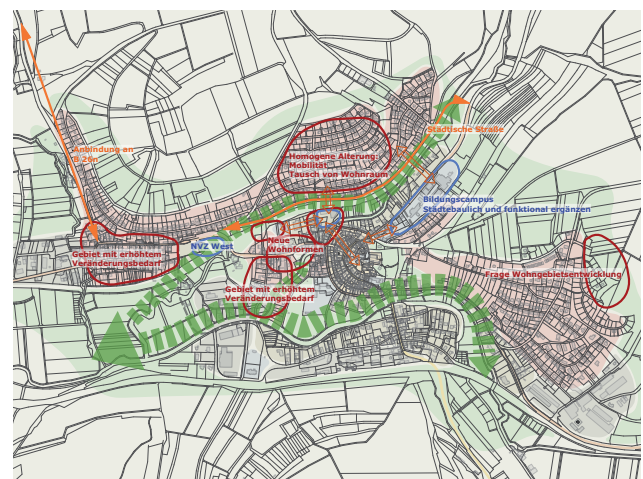 Städtische Straße
Anbindung an
B 26n
Homogene Alterung:
Mobilität
Tausch von Wohnraum
Bildungscampus
Städtebaulich und funktional ergänzen
NVZ West
Neue
Wohnformen
Gebiet mit erhöhtem
Veränderungsbedarf
Frage Wohngebietsentwicklung
Gebiet mit erhöhtem
Veränderungsbedarf